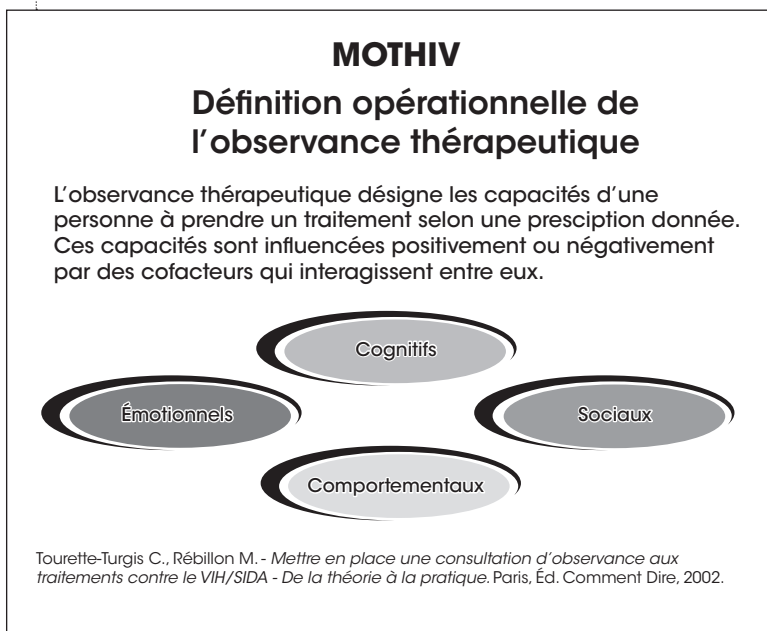 MOTHIV
Définition opérationnelle de
l’observance thérapeutique
L’observance thérapeutique désigne les capacités d’une
personne à prendre un traitement selon une presciption donnée.
Ces capacités sont influencées positivement ou négativement
par des cofacteurs qui interagissent entre eux.
Cognitifs
Émotionnels
Sociaux
Comportementaux
Tourette-Turgis C., Rébillon M. - Mettre en place une consultation d’observance aux
traitements contre le VIH/SIDA - De la théorie à la pratique. Paris, Éd. Comment Dire, 2002.